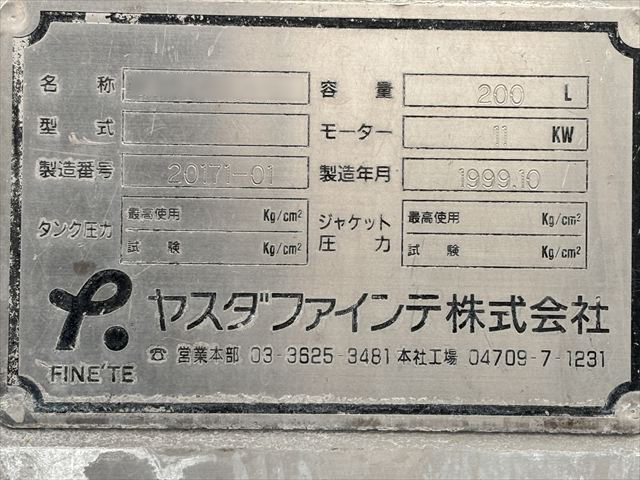 名称 容量 200 L
型式 モーター 11 KW
製造番号 20171-01 製造年月 1999.10
タンク圧力 最高使用 Kg/cm² ジャケット圧力 最高使用 Kg/cm²
試験 Kg/cm² 試験 Kg/cm²
ヤスダファインテ株式会社
FINE'TE
☎ 営業本部 03-3625-3481 本社工場 04709-7-1231